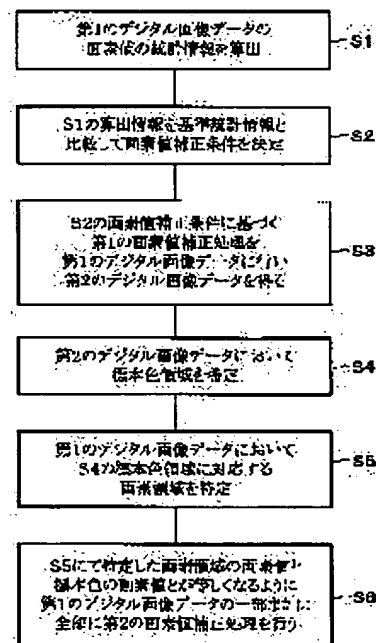 第1のデジタル画像データの
画素値の統計情報を算出
S1
S1の算出情報を基準統計情報と
比較して画素値補正条件を決定
S2
S2の画素値補正条件に基づく
第1の画素値補正処理を
第1のデジタル画像データに行い
第2のデジタル画像データを得る
S3
第2のデジタル画像データにおいて
標本色領域を指定
S4
第1のデジタル画像データにおいて
S4の標本色領域に対応する
画素領域を特定
S5
S5にて特定した画素領域の画素値と
標本色の画素値とが等しくなるように
第1のデジタル画像データの一部または
全部に第2の画素値補正処理を行う
S6